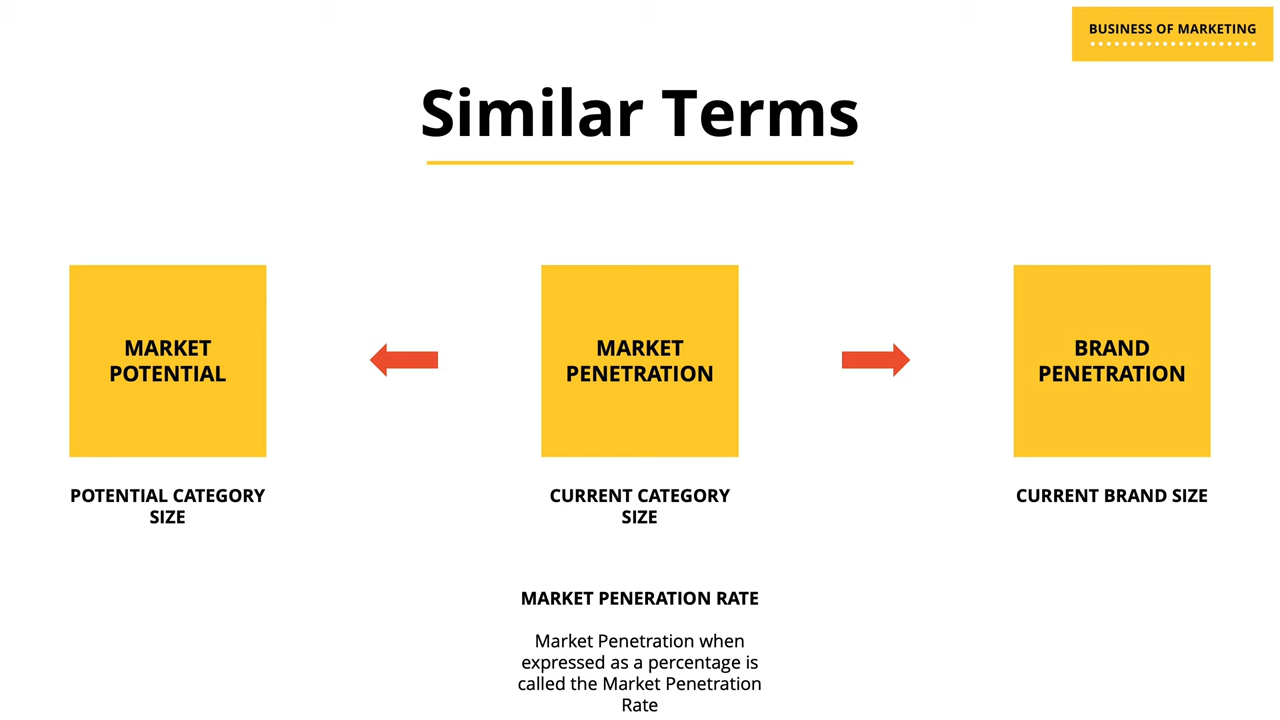 BUSINESS OF MARKETING
Similar Terms
MARKET
POTENTIAL
MARKET
PENETRATION
BRAND
PENETRATION
POTENTIAL CATEGORY
SIZE
CURRENT CATEGORY
SIZE
CURRENT BRAND SIZE
MARKET PENERATION RATE
Market Penetration when
expressed as a percentage is
called the Market Penetration
Rate